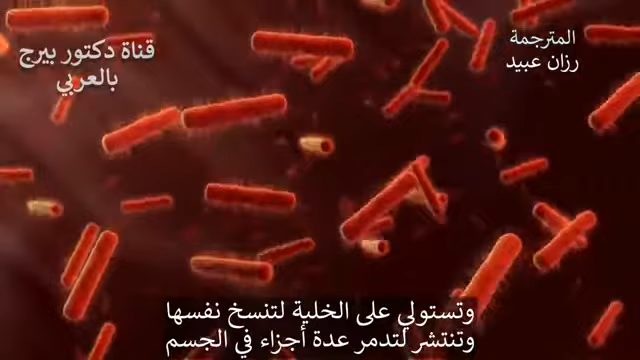 المترجمة
رزان عبيد
قناة دكتور بيرج
بالعربي
وتستولي على الخلية لتنسخ نفسها
وتنتشر لتدمر عدة أجزاء في الجسم